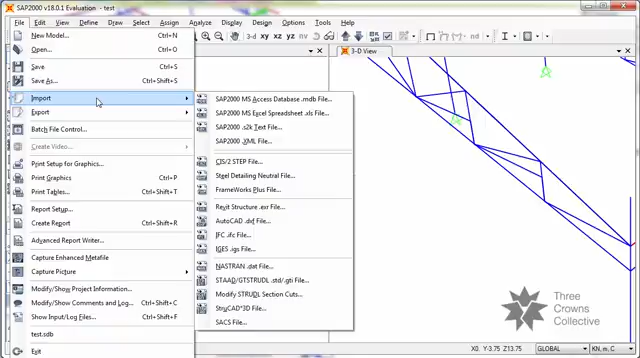 SAP2000 v18.0.1 Evaluation - test
File Edit View Define Draw Select Assign Analyze Display Design Options Tools Help
3-d xy xz yz nv
New Model... Ctrl+N
Open... Ctrl+O
3-D View
Save Ctrl+S
Save As... Ctrl+Shift+S
Import
Export
Batch File Control...
Create Video...
Print Setup for Graphics...
Print Graphics Ctrl+P
Print Tables... Ctrl+Shift+T
Report Setup...
Create Report Ctrl+Shift+R
Advanced Report Writer...
Capture Enhanced Metafile
Capture Picture
Modify/Show Project Information...
Modify/Show Comments and Log... Ctrl+Shift+C
Show Input/Log Files... Ctrl+Shift+F
test.sdb
Exit
SAP2000 MS Access Database .mdb File...
SAP2000 MS Excel Spreadsheet .xls File...
SAP2000 .s2k Text File...
SAP2000 .XML File...
CIS/2 STEP File...
Steel Detailing Neutral File...
FrameWorks Plus File...
Revit Structure .exr File...
AutoCAD .dxf File...
IFC .ifc File...
IGES .igs File...
NASTRAN .dat File...
STAAD/GTSTRUDL .std/.gti File...
Modify STRUDL Section Cuts...
StruCAD*3D File...
SACS File...
Three
Crowns
Collective
X0. Y-3.75 Z13.75 GLOBAL KN, m, C